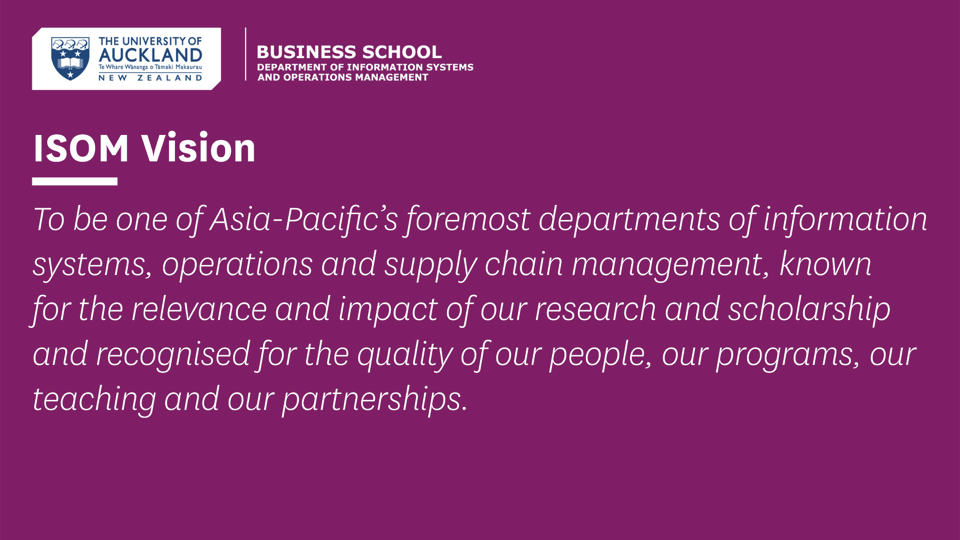 THE UNIVERSITY OF
AUCKLAND
Te Whare Wānanga o Tāmaki Makaurau
NEW ZEALAND
BUSINESS SCHOOL
DEPARTMENT OF INFORMATION SYSTEMS
AND OPERATIONS MANAGEMENT
ISOM Vision
To be one of Asia-Pacific’s foremost departments of information
systems, operations and supply chain management, known
for the relevance and impact of our research and scholarship
and recognised for the quality of our people, our programs, our
teaching and our partnerships.